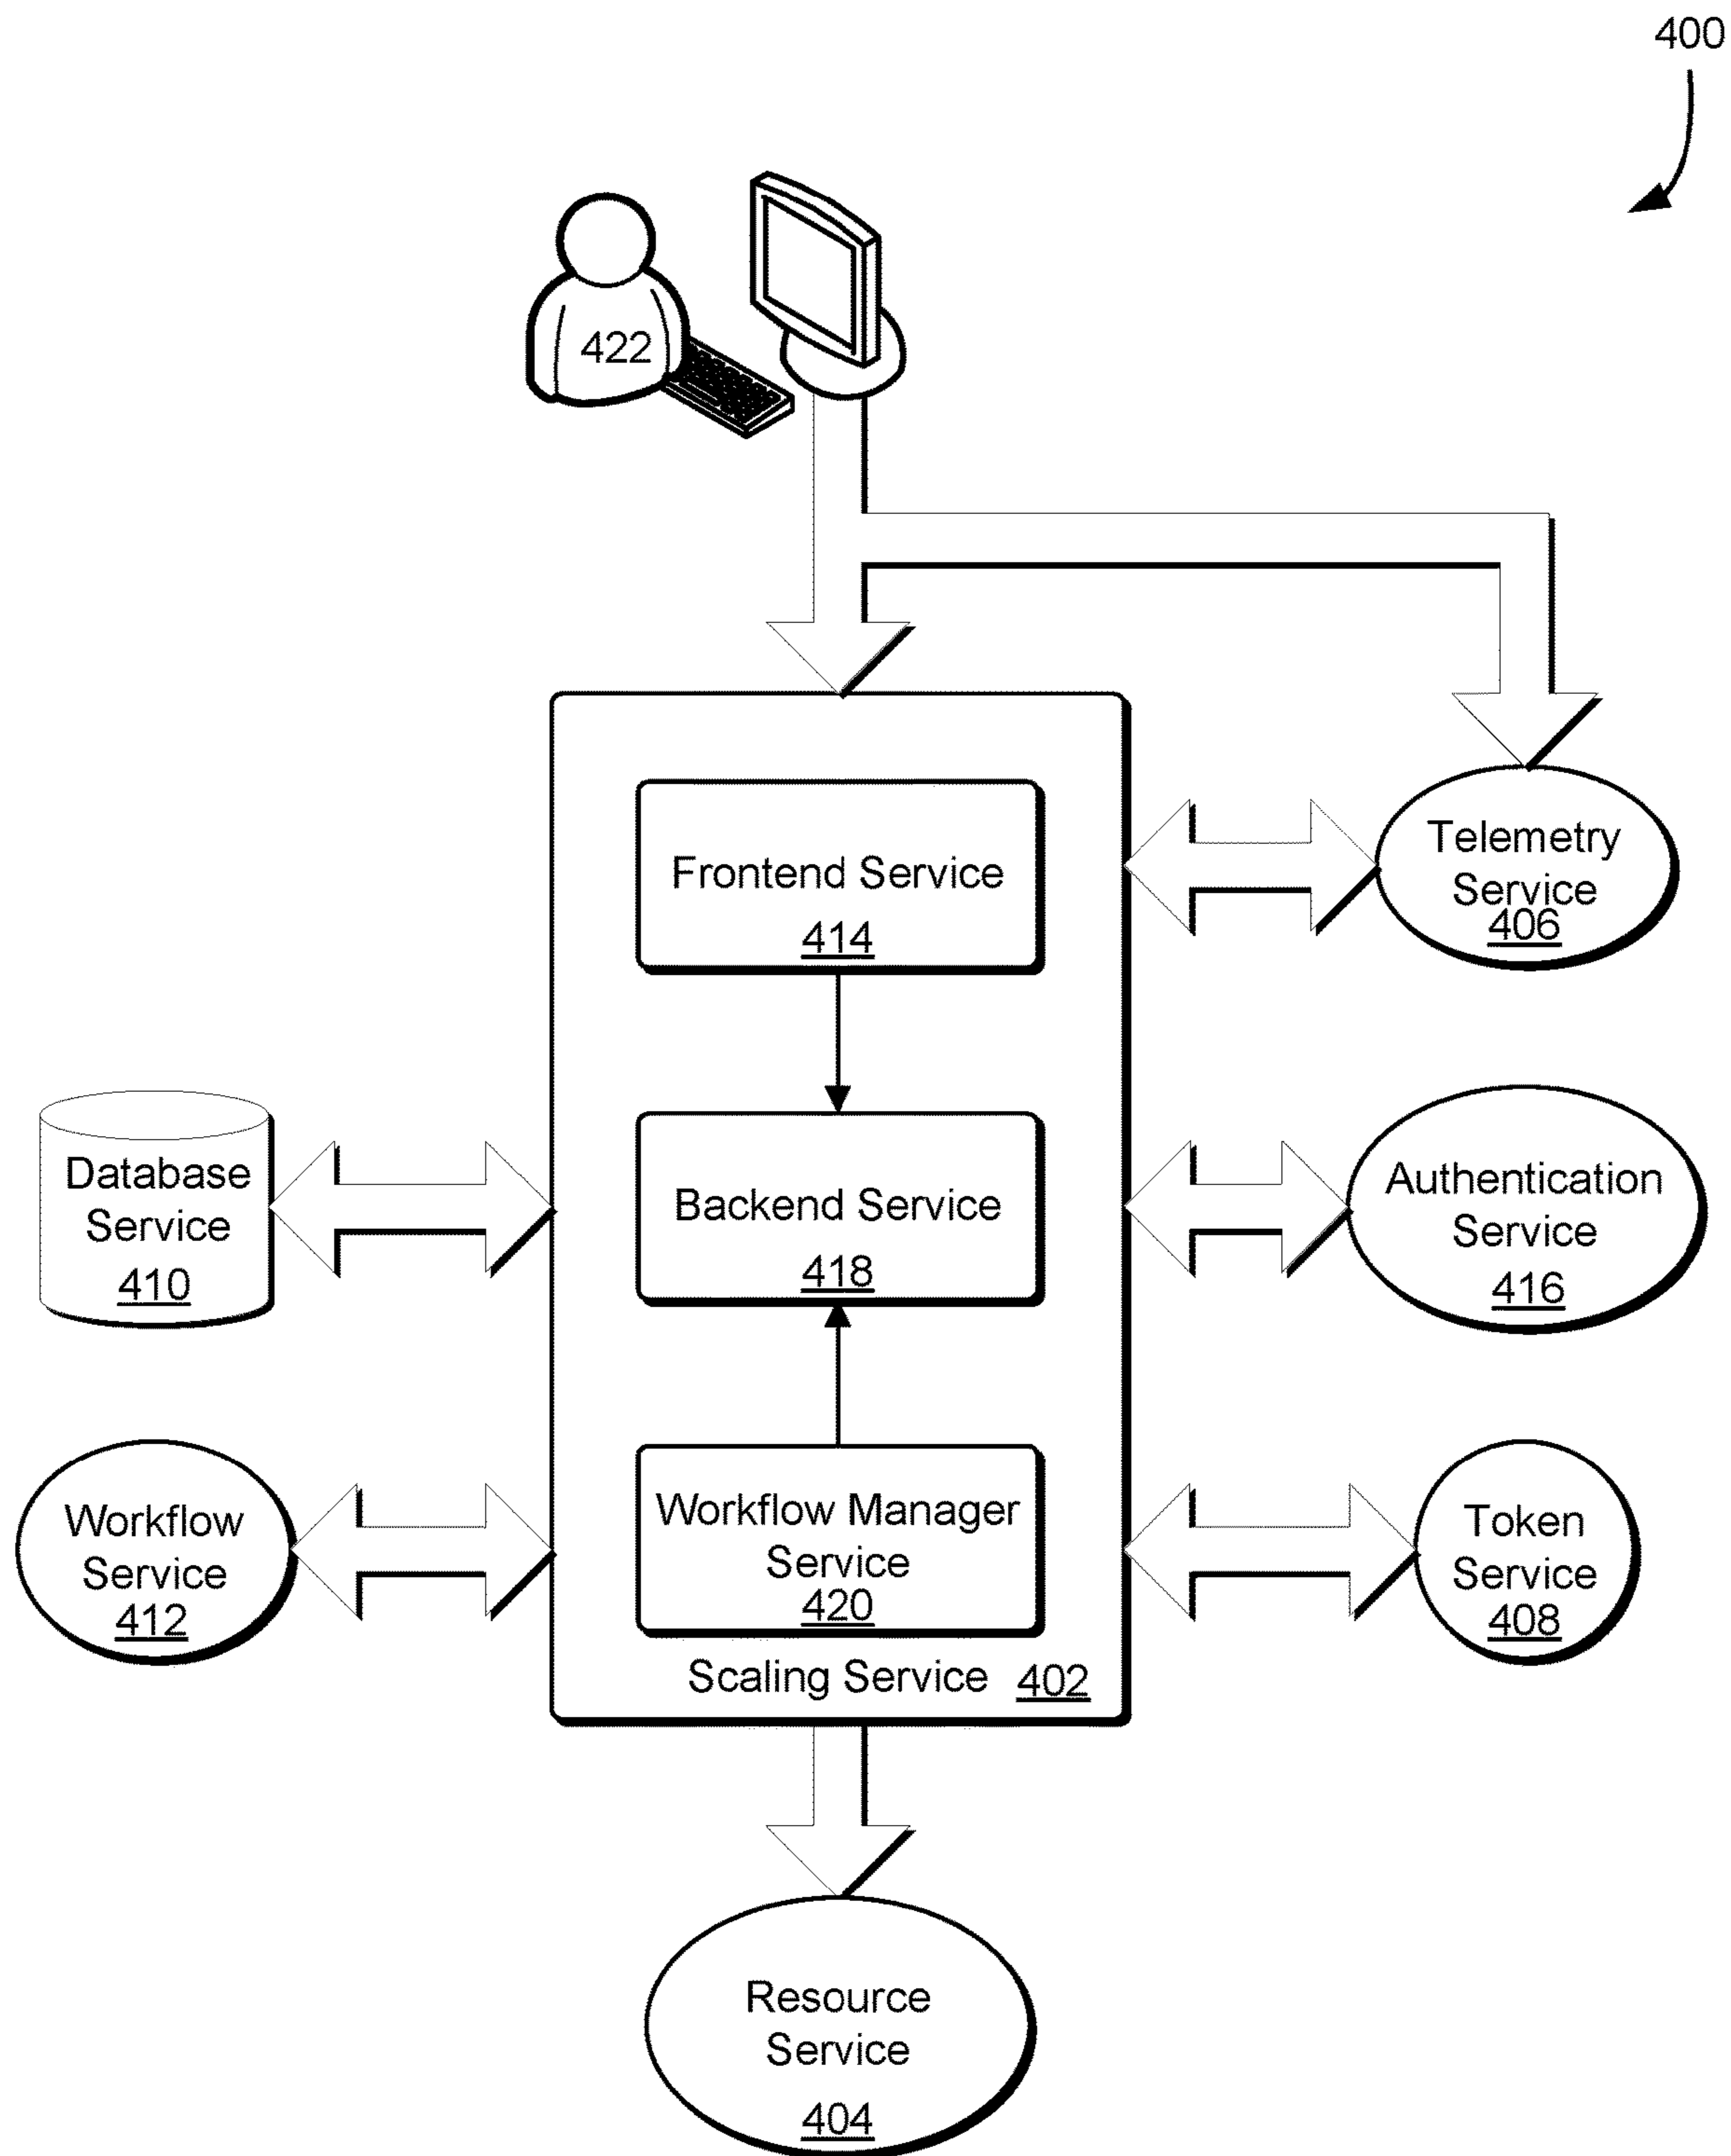 400
422
Frontend Service
414
Telemetry
Service
406
Database
Service
410
Backend Service
418
Authentication
Service
416
Workflow
Service
412
Workflow Manager
Service
420
Token
Service
408
Scaling Service 402
Resource
Service
404